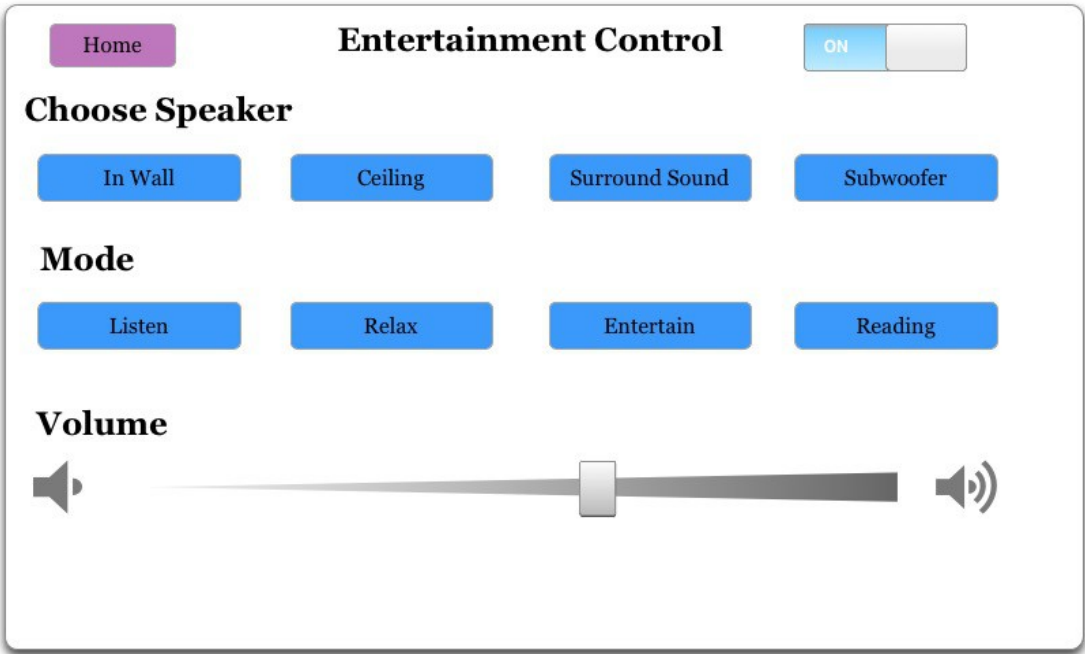 Home Entertainment Control ON
Choose Speaker
In Wall Ceiling Surround Sound Subwoofer
Mode
Listen Relax Entertain Reading
Volume